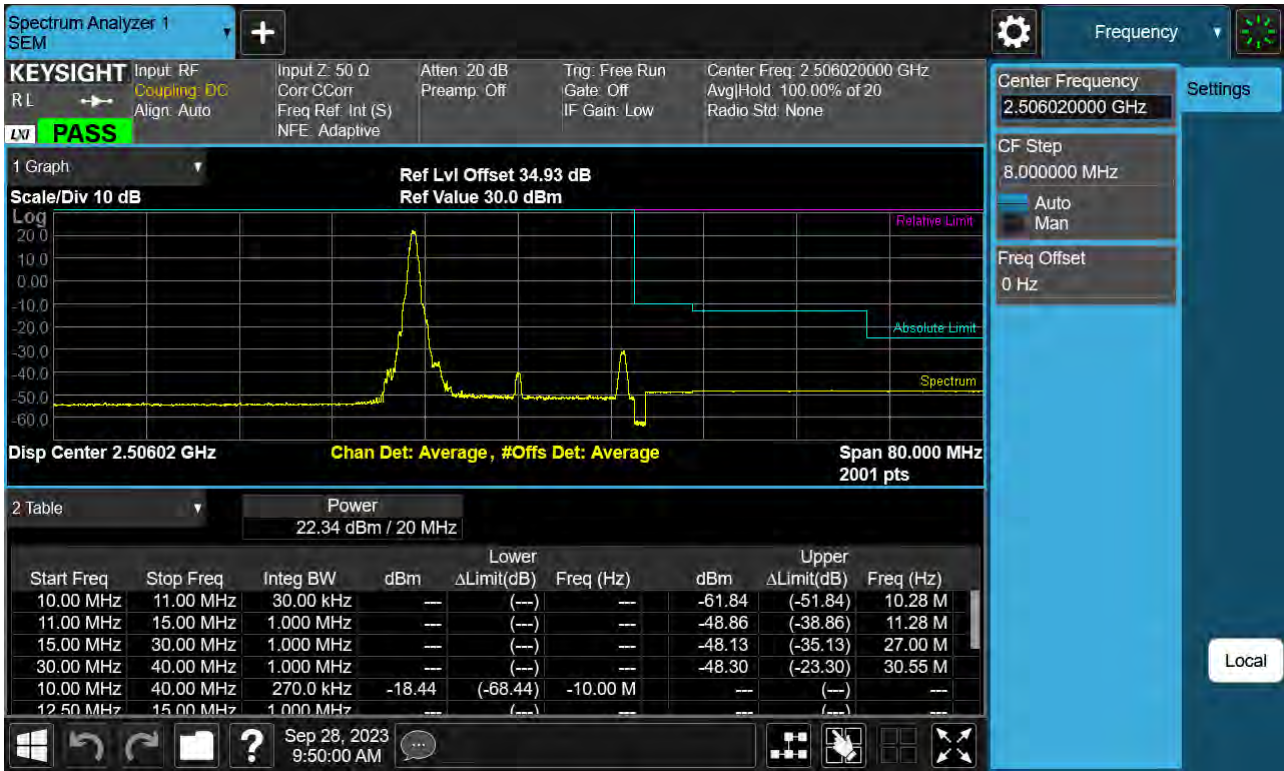 Spectrum Analyzer 1
SEM
Frequency
KEYSIGHT
RL
LXI PASS
Input: RF
Coupling: DC
Align: Auto
Input Z: 50 Ω
Corr CCorr
Freq Ref: Int (S)
NFE: Adaptive
Atten: 20 dB
Preamp: Off
Trig: Free Run
Gate: Off
IF Gain: Low
Center Freq: 2.506020000 GHz
Avg|Hold: 100.00% of 20
Radio Std: None
Center Frequency
2.506020000 GHz
Settings
CF Step
8.000000 MHz
Auto
Man
Freq Offset
0 Hz
1 Graph
Scale/Div 10 dB
Ref Lvl Offset 34.93 dB
Ref Value 30.0 dBm
Log
20.0
10.0
0.00
-10.0
-20.0
-30.0
-40.0
-50.0
-60.0
Relative Limit
Absolute Limit
Spectrum
Disp Center 2.50602 GHz
Chan Det: Average, #Offs Det: Average
Span 80.000 MHz
2001 pts
2 Table
Power
22.34 dBm / 20 MHz
Lower Upper
Start Freq Stop Freq Integ BW dBm ΔLimit(dB) Freq (Hz) dBm ΔLimit(dB) Freq (Hz)
10.00 MHz 11.00 MHz 30.00 kHz --- (---) --- -61.84 (-51.84) 10.28 M
11.00 MHz 15.00 MHz 1.000 MHz --- (---) --- -48.86 (-38.86) 11.28 M
15.00 MHz 30.00 MHz 1.000 MHz --- (---) --- -48.13 (-35.13) 27.00 M
30.00 MHz 40.00 MHz 1.000 MHz --- (---) --- -48.30 (-23.30) 30.55 M
10.00 MHz 40.00 MHz 270.0 kHz -18.44 (-68.44) -10.00 M --- (---) ---
12.50 MHz 15.00 MHz 1.000 MHz --- (---) --- --- (---) ---
Local
Sep 28, 2023
9:50:00 AM